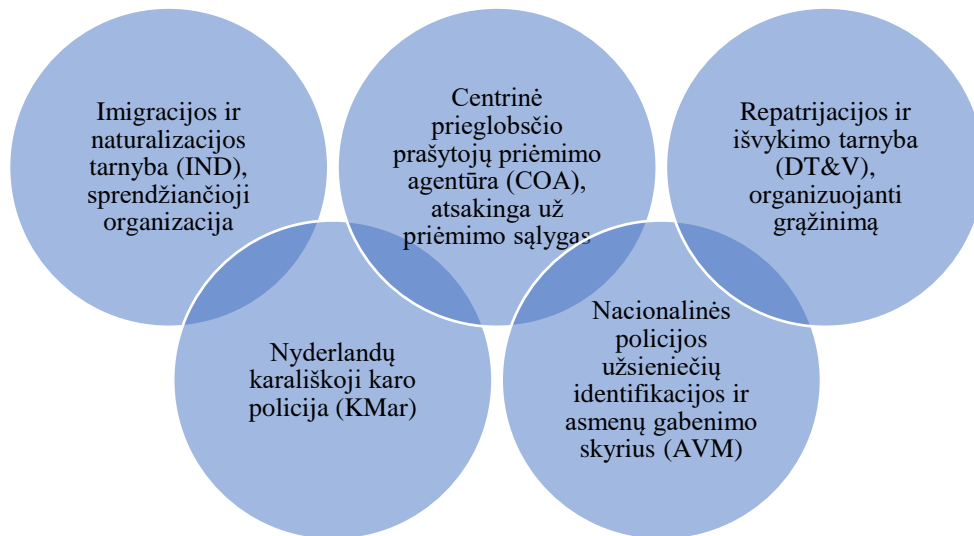 Imigracijos ir
naturalizacijos
tarnyba (IND),
sprendžiančioji
organizacija
Centrinė
prieglobsčio
prašytojų priėmimo
agentūra (COA),
atsakinga už
priėmimo sąlygas
Repatrijacijos ir
išvykimo tarnyba
(DT&V),
organizuojanti
grąžinimą
Nyderlandų
karališkoji karo
policija (KMar)
Nacionalinės
policijos
užsieniečių
identifikacijos ir
asmenų gabenimo
skyrius (AVM)